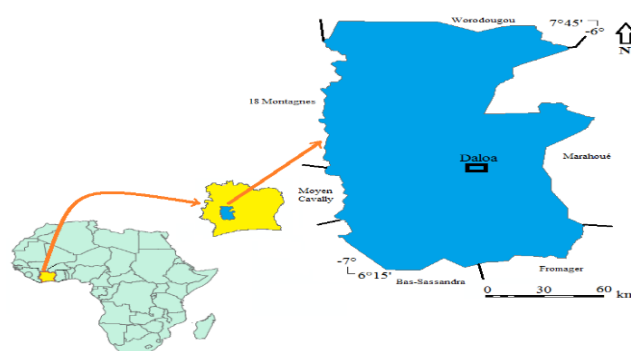 Worodougou
7°45'
-6°
N
18 Montagnes
Daloa
Marahoué
Moyen
Cavally
-7°
6°15'
Bas-Sassandra
Fromager
0 30 60
km